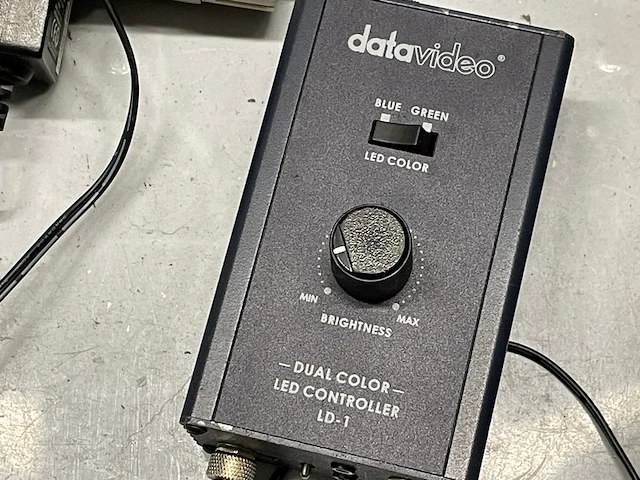 datavideo®
BLUE GREEN
LED COLOR
MIN
MAX
BRIGHTNESS
— DUAL COLOR —
LED CONTROLLER
LD-1